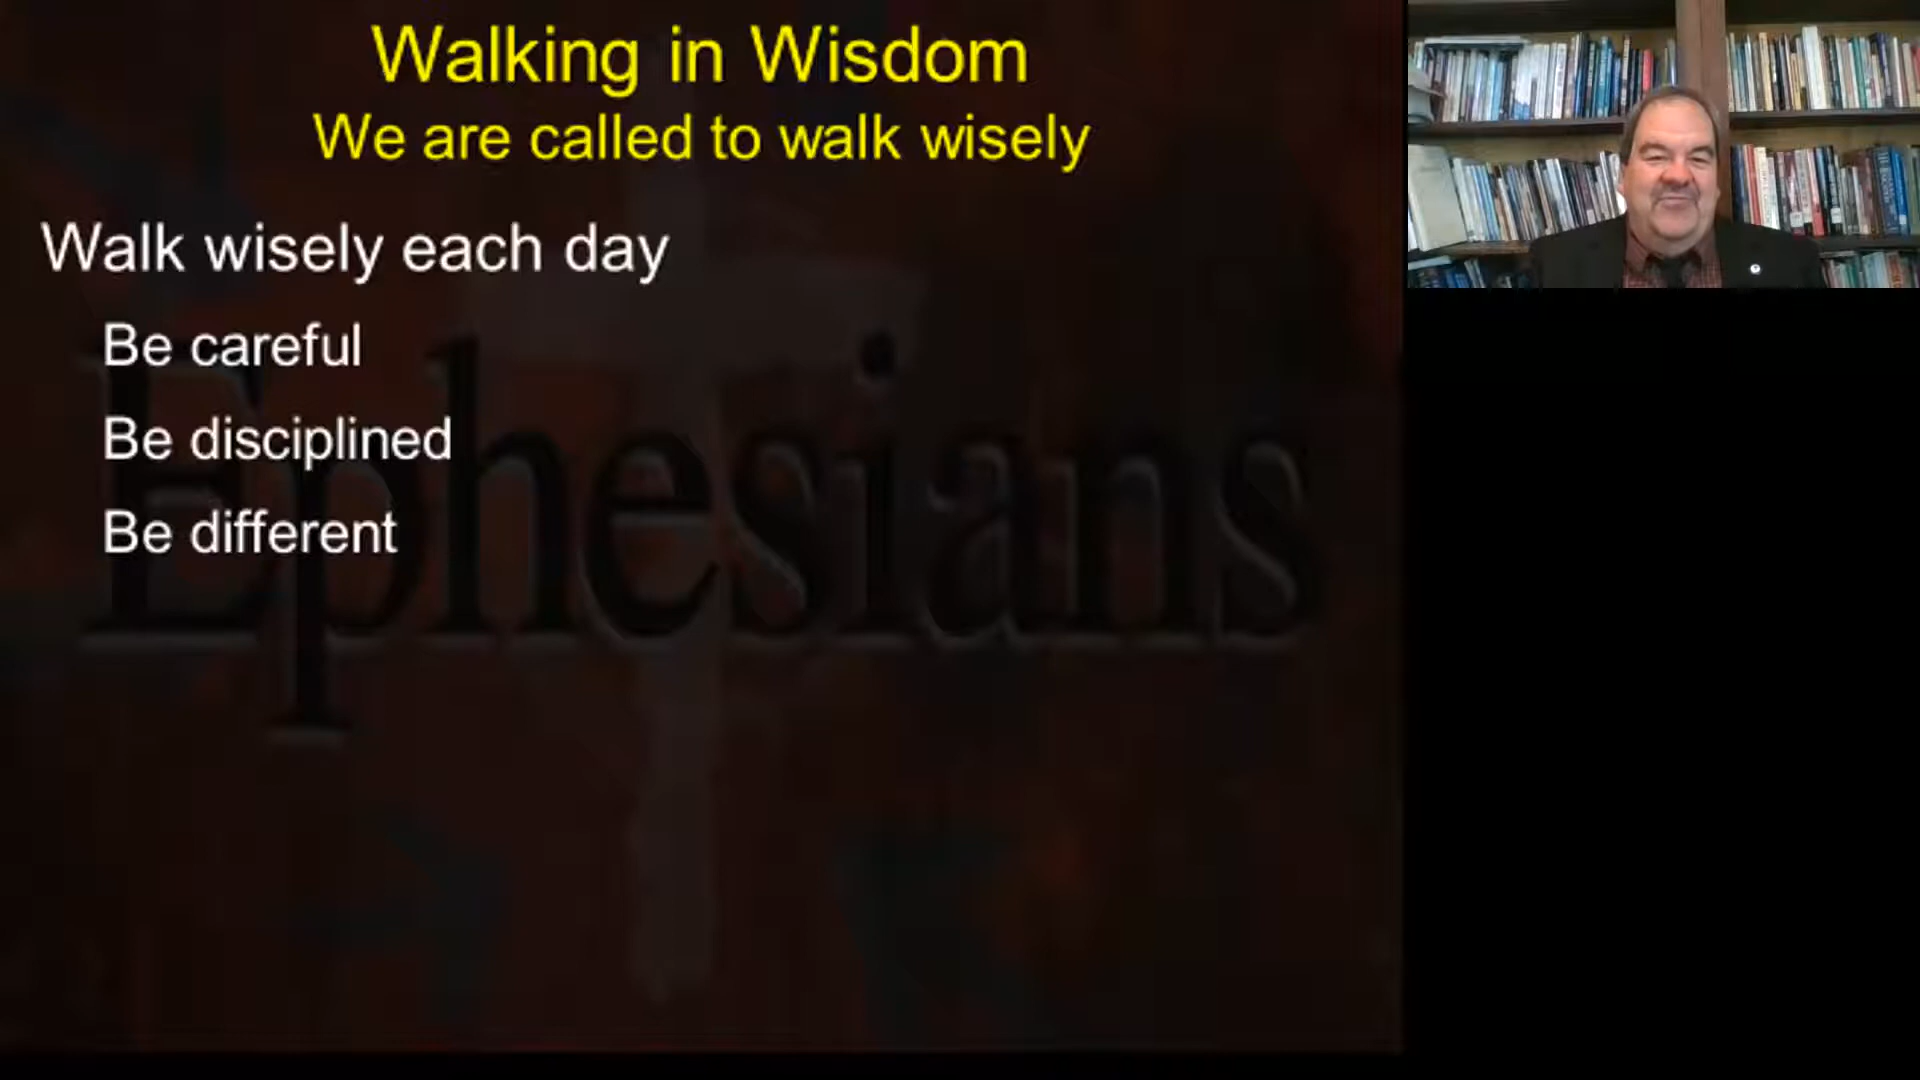 Walking in Wisdom
We are called to walk wisely
Walk wisely each day
Be careful
Be disciplined
Be different
Ephesians